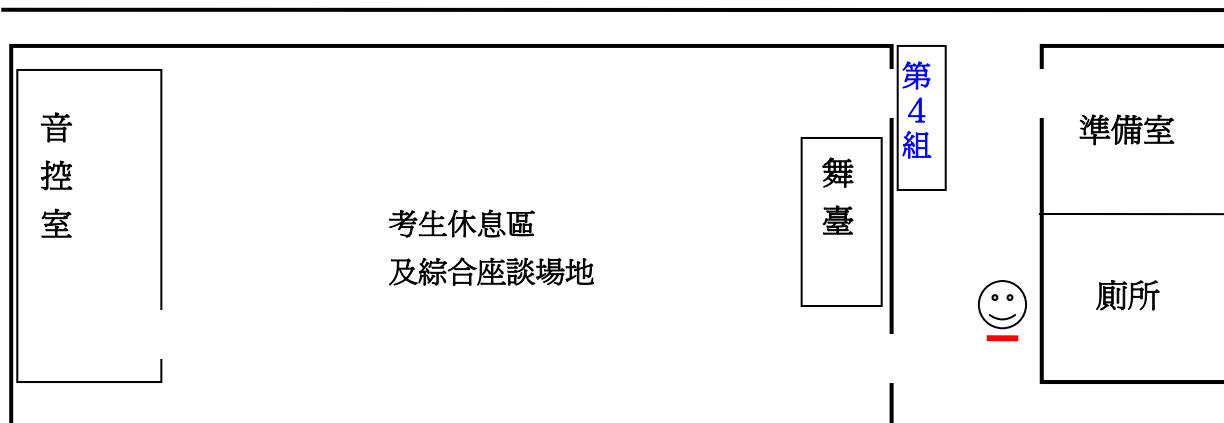 音控室
考生休息區
及綜合座談場地
舞臺
第4組
準備室
廁所